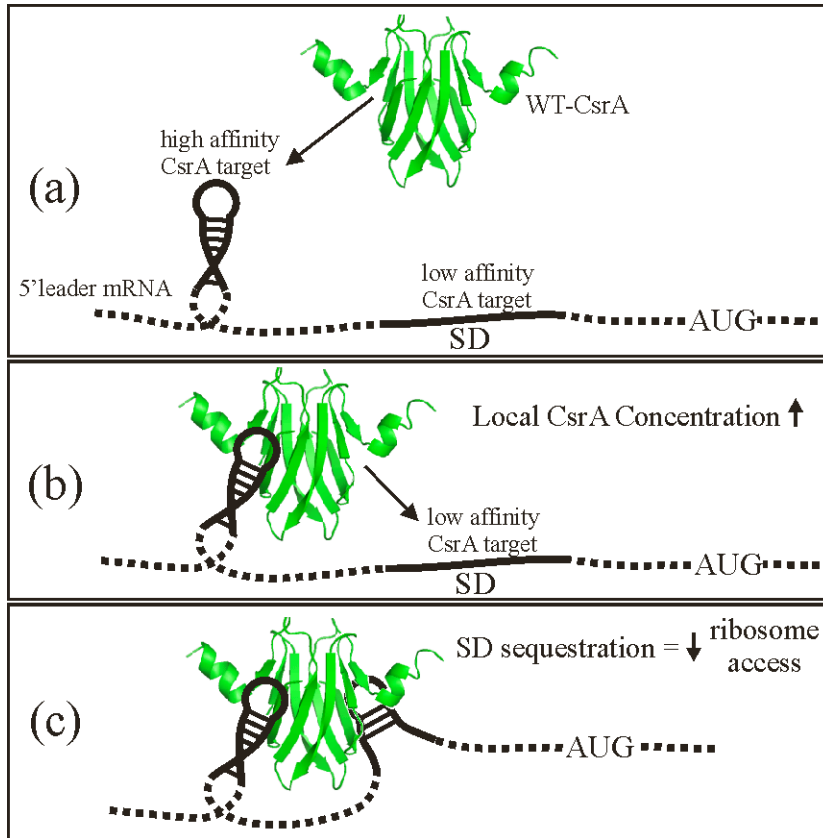 WT-CsrA
high affinity
CsrA target
(a)
5'leader mRNA
low affinity
CsrA target
SD
AUG
Local CsrA Concentration ↑
(b)
low affinity
CsrA target
SD
AUG
SD sequestration = ↓ ribosome
access
(c)
AUG